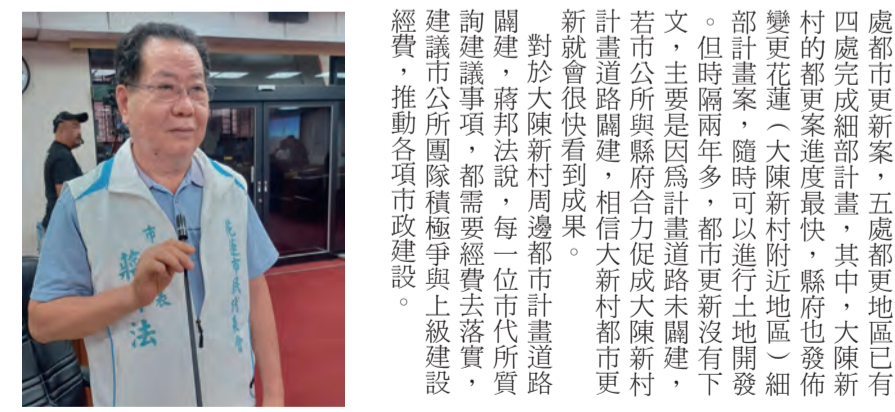 處都市更新案，五處都更地區已有
四處完成細部計畫，其中，大陳新
村的都更案進度最快，縣府也發佈
變更花蓮（大陳新村附近地區）細
部計畫案，隨時可以進行土地開發
。但時隔兩年多，都市更新沒有下
文，主要是因為計畫道路未闢建，
若市公所與縣府合力促成大陳新村
計畫道路闢建，相信大新村都市更
新就會很快看到成果。
對於大陳新村周邊都市計畫道路
闢建，蔣邦法說，每一位市代所質
詢建議事項，都需要經費去落實，
建議市公所團隊積極爭與上級建設
經費，推動各項市政建設。
花蓮市民代表會
市
蔣
法